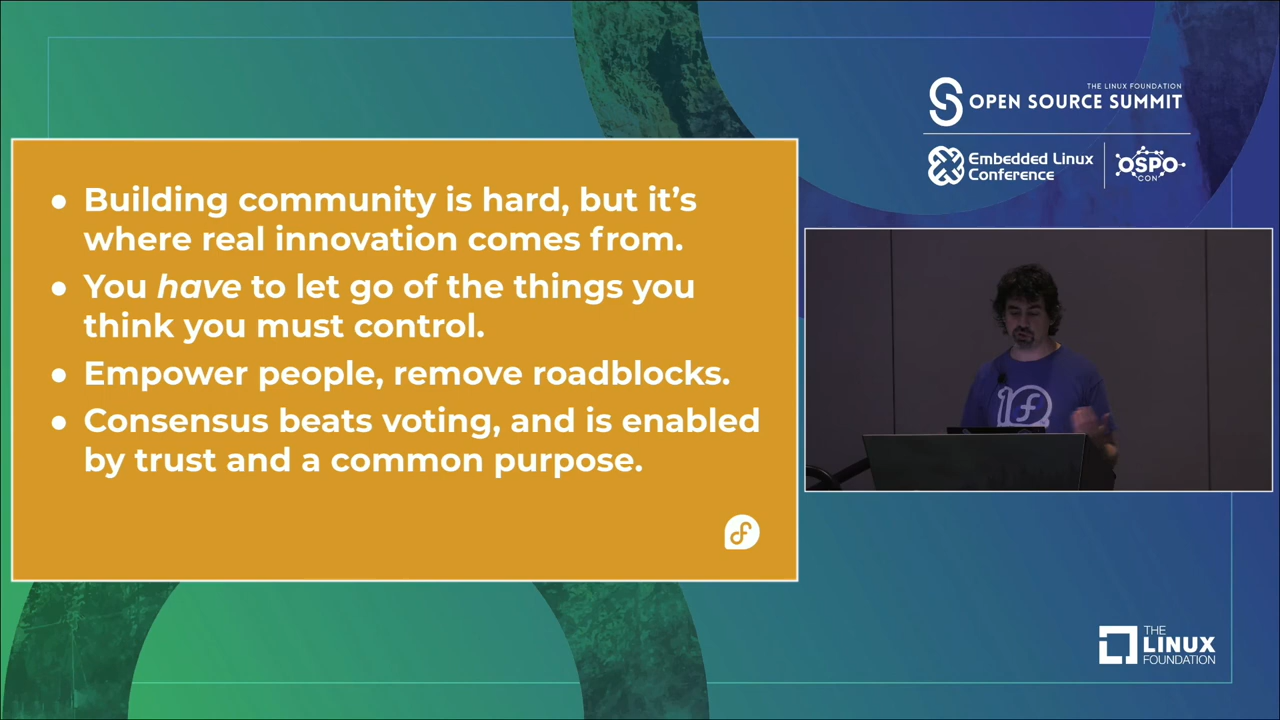 THE LINUX FOUNDATION
OPEN SOURCE SUMMIT
Embedded Linux
Conference
OSPO
CON
● Building community is hard, but it’s
where real innovation comes from.
● You have to let go of the things you
think you must control.
● Empower people, remove roadblocks.
● Consensus beats voting, and is enabled
by trust and a common purpose.
THE
LINUX
FOUNDATION